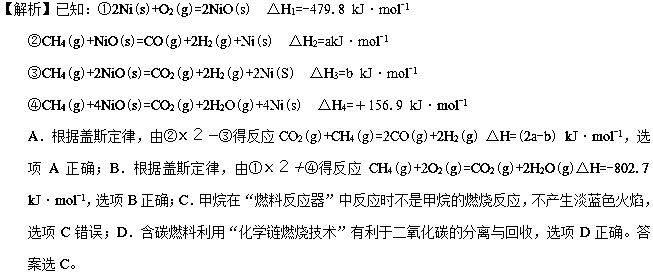 【解析】已知：①2Ni(s)+O₂(g)=2NiO(s) △H₁=-479.8 kJ·mol⁻¹
②CH₄(g)+NiO(s)=CO(g)+2H₂(g)+Ni(s) △H₂=akJ·mol⁻¹
③CH₄(g)+2NiO(s)=CO₂(g)+2H₂(g)+2Ni(S) △H₃=b kJ·mol⁻¹
④CH₄(g)+4NiO(s)=CO₂(g)+2H₂O(g)+4Ni(s) △H₄=＋156.9 kJ·mol⁻¹
A．根据盖斯定律，由②×２-③得反应 CO₂(g)+CH₄(g)=2CO(g)+2H₂(g) △H=(2a-b) kJ·mol⁻¹，选
项 A 正确；B．根据盖斯定律，由①×２+④得反应 CH₄(g)+2O₂(g)=CO₂(g)+2H₂O(g)△H=-802.7
kJ·mol⁻¹，选项 B 正确；C．甲烷在“燃料反应器”中反应时不是甲烷的燃烧反应，不产生淡蓝色火焰，
选项 C 错误；D．含碳燃料利用“化学链燃烧技术”有利于二氧化碳的分离与回收，选项 D 正确。答
案选 C。